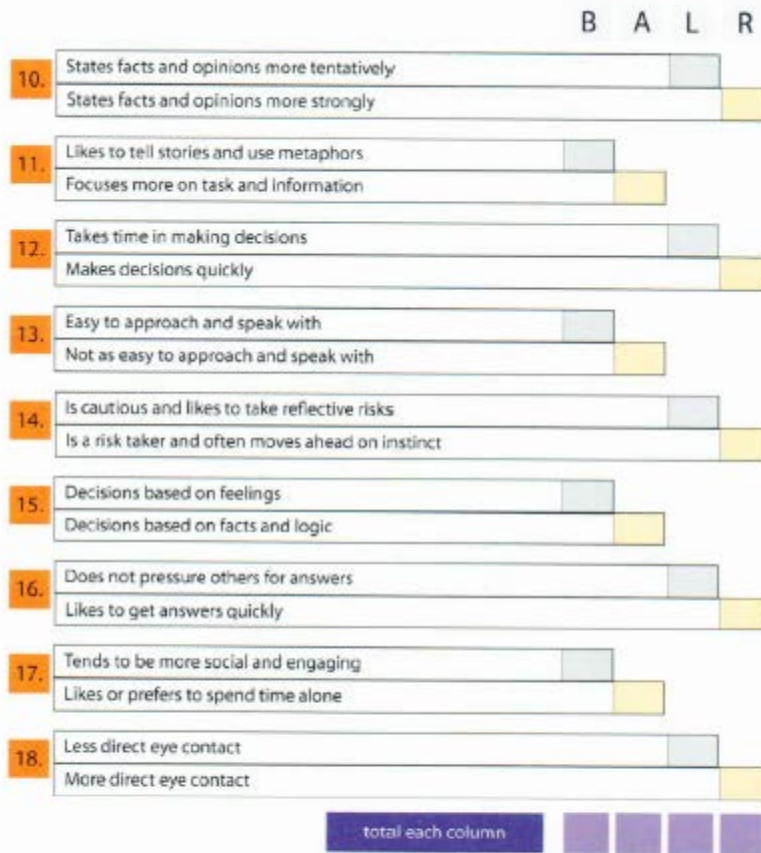 B A L R
10.
States facts and opinions more tentatively
States facts and opinions more strongly
11.
Likes to tell stories and use metaphors
Focuses more on task and information
12.
Takes time in making decisions
Makes decisions quickly
13.
Easy to approach and speak with
Not as easy to approach and speak with
14.
Is cautious and likes to take reflective risks
Is a risk taker and often moves ahead on instinct
15.
Decisions based on feelings
Decisions based on facts and logic
16.
Does not pressure others for answers
Likes to get answers quickly
17.
Tends to be more social and engaging
Likes or prefers to spend time alone
18.
Less direct eye contact
More direct eye contact
total each column